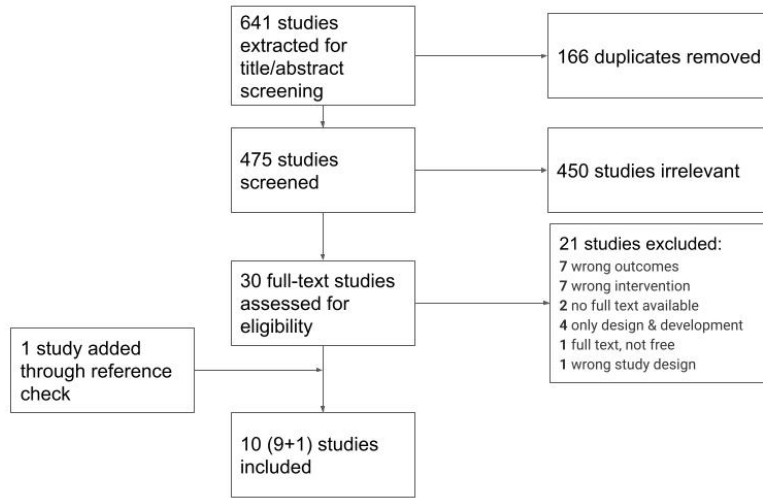 641 studies
extracted for
title/abstract
screening
166 duplicates removed
475 studies
screened
450 studies irrelevant
30 full-text studies
assessed for
eligibility
21 studies excluded:
7 wrong outcomes
7 wrong intervention
2 no full text available
4 only design & development
1 full text, not free
1 wrong study design
1 study added
through reference
check
10 (9+1) studies
included